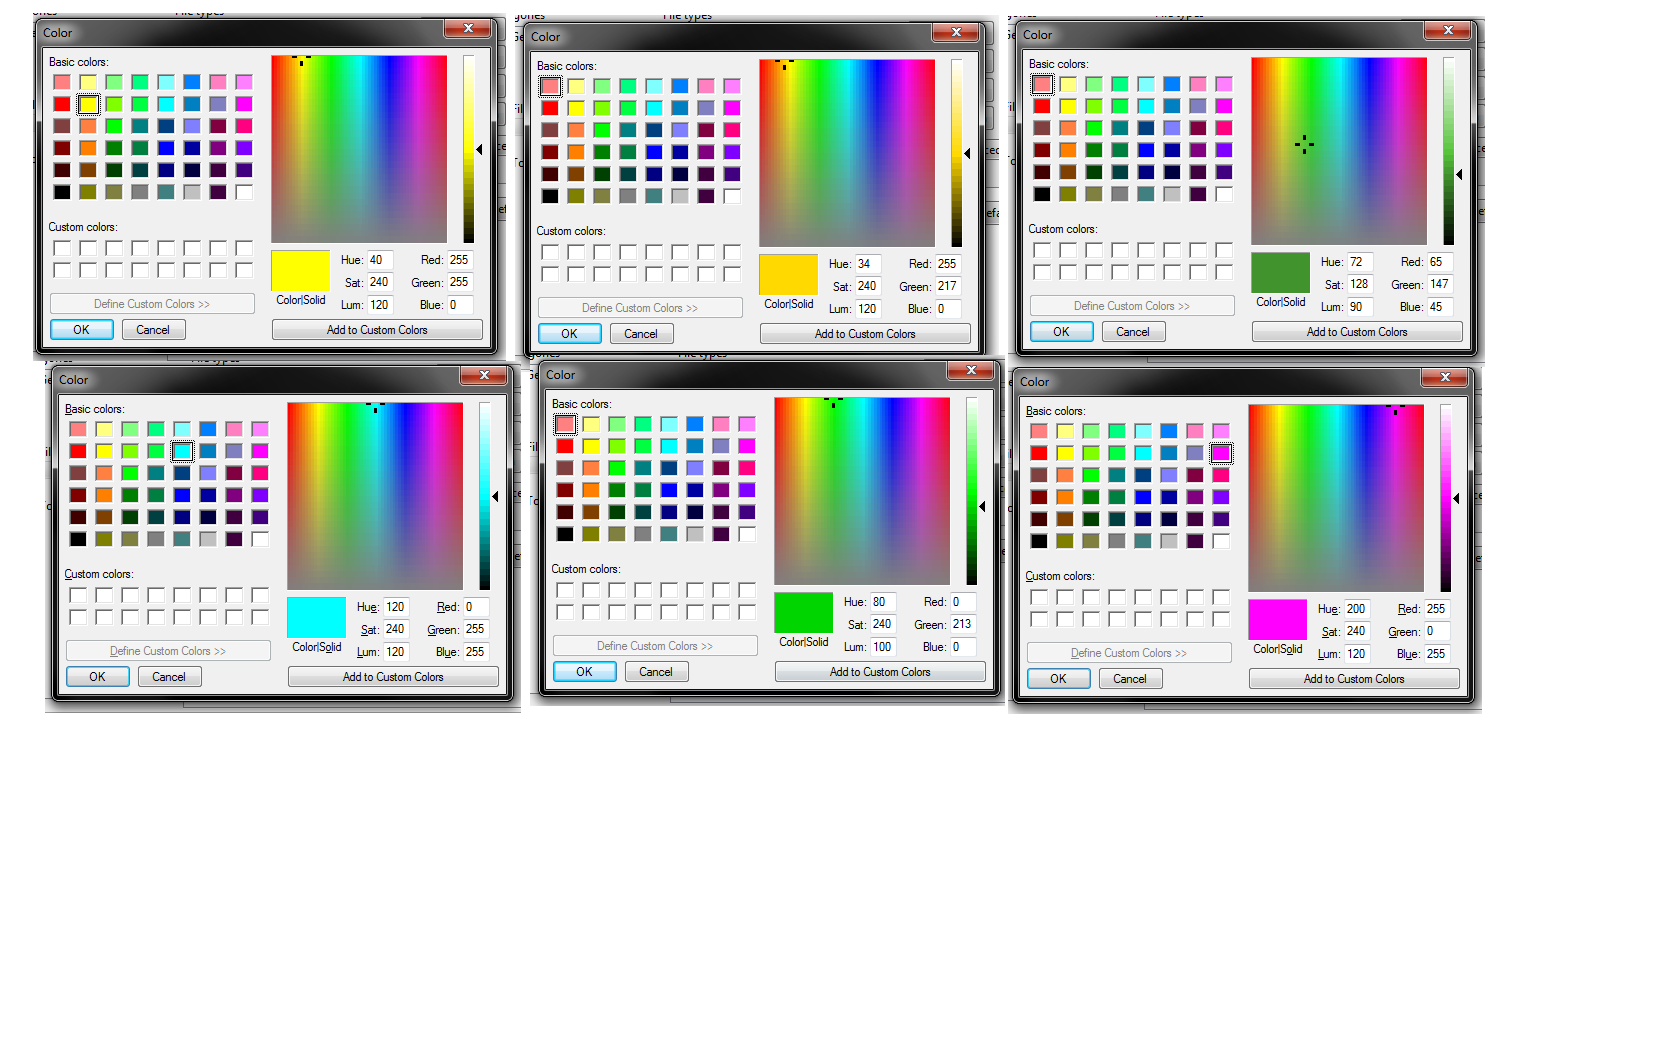 File types
Color
Basic colors:
Custom colors:
Define Custom Colors >>
OK Cancel
Hue: 40 Red: 255
Sat: 240 Green: 255
Color|Solid
Lum: 120 Blue: 0
Add to Custom Colors
File types
Color
Basic colors:
Custom colors:
Define Custom Colors >>
OK Cancel
Hue: 34 Red: 255
Sat: 240 Green: 217
Color|Solid
Lum: 120 Blue: 0
Add to Custom Colors
Color
Basic colors:
Custom colors:
Define Custom Colors >>
OK Cancel
Hue: 72 Red: 65
Sat: 128 Green: 147
Color|Solid
Lum: 90 Blue: 45
Add to Custom Colors
Color
Basic colors:
Custom colors:
Define Custom Colors >>
OK Cancel
Hue: 120 Red: 0
Sat: 240 Green: 255
Color|Solid
Lum: 120 Blue: 255
Add to Custom Colors
File types
Color
Basic colors:
Custom colors:
Define Custom Colors >>
OK Cancel
Hue: 80 Red: 0
Sat: 240 Green: 213
Color|Solid
Lum: 100 Blue: 0
Add to Custom Colors
Color
Basic colors:
Custom colors:
Define Custom Colors >>
OK Cancel
Hue: 200 Red: 255
Sat: 240 Green: 0
Color|Solid
Lum: 120 Blue: 255
Add to Custom Colors